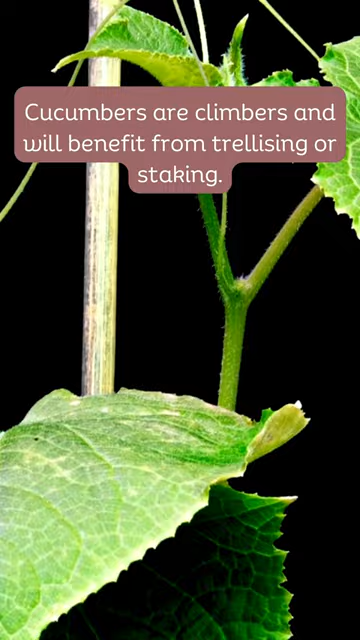 Cucumbers are climbers and
will benefit from trellising or
staking.